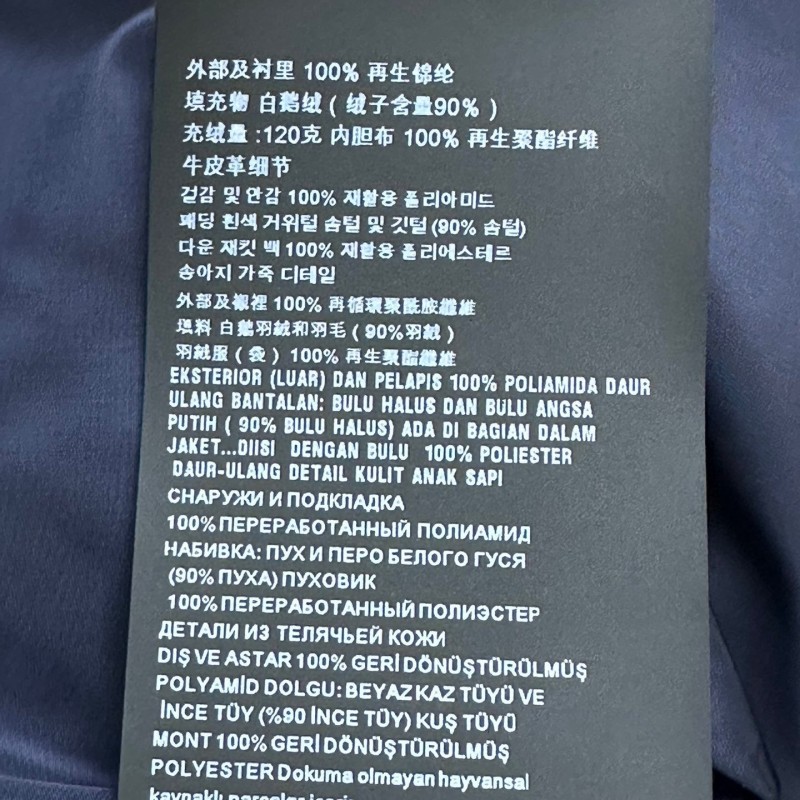 外部及衬里 100% 再生锦纶
填充物 白鹅绒 ( 绒子含量90% )
充绒量 :120克 内胆布 100% 再生聚酯纤维
牛皮革细节
겉감 및 안감 100% 재활용 폴리아미드
패딩 흰색 거위털 솜털 및 깃털 (90% 솜털)
다운 재킷 백 100% 재활용 폴리에스테르
송아지 가죽 디테일
外部及襯裡 100% 再循環聚酰胺纖維
填料 白鵝羽絨和羽毛 ( 90%羽絨 )
羽絨服 ( 袋 ) 100% 再生聚酯纖維
EKSTERIOR (LUAR) DAN PELAPIS 100% POLIAMIDA DAUR
ULANG BANTALAN: BULU HALUS DAN BULU ANGSA
PUTIH ( 90% BULU HALUS) ADA DI BAGIAN DALAM
JAKET...DIISI DENGAN BULU 100% POLIESTER
DAUR-ULANG DETAIL KULIT ANAK SAPI
СНАРУЖИ И ПОДКЛАДКА
100% ПЕРЕРАБОТАННЫЙ ПОЛИАМИД
НАБИВКА: ПУХ И ПЕРО БЕЛОГО ГУСЯ
(90% ПУХА) ПУХОВИК
100% ПЕРЕРАБОТАННЫЙ ПОЛИЭСТЕР
ДЕТАЛИ ИЗ ТЕЛЯЧЬЕЙ КОЖИ
DIŞ VE ASTAR 100% GERİ DÖNÜŞTÜRÜLMÜŞ
POLYAMİD DOLGU: BEYAZ KAZ TÜYÜ VE
İNCE TÜY (%90 İNCE TÜY) KUŞ TÜYÜ
MONT 100% GERİ DÖNÜŞTÜRÜLMÜŞ
POLYESTER Dokuma olmayan hayvansal